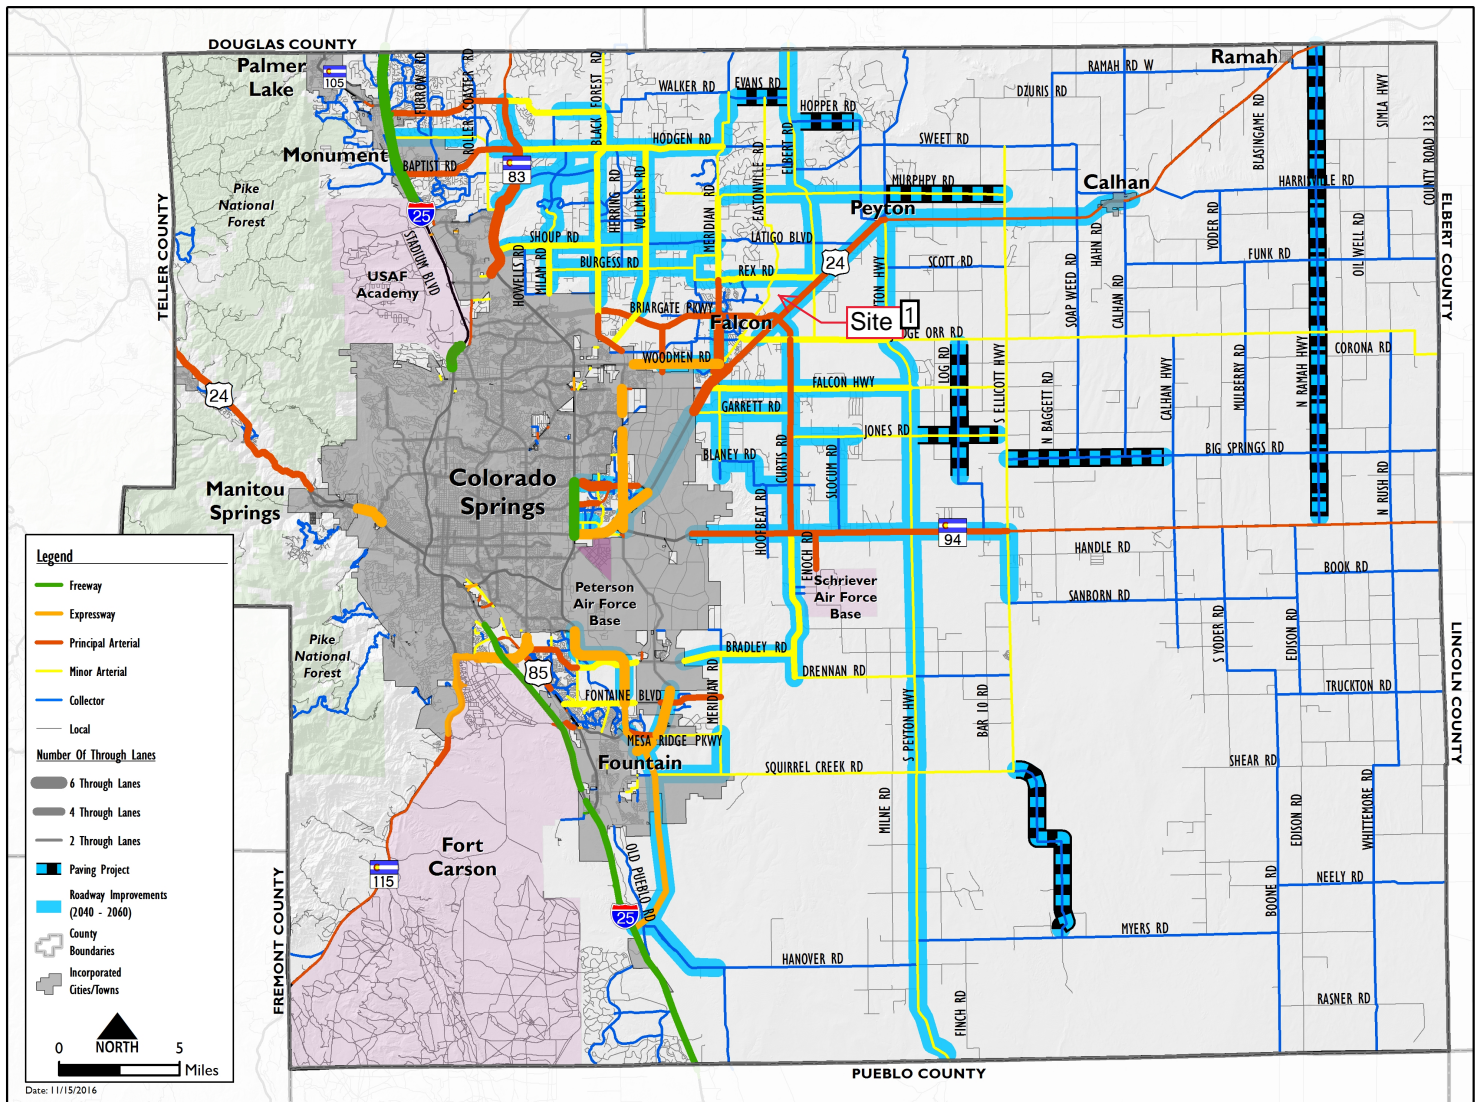 DOUGLAS COUNTY
Palmer
Lake
105
FURROW RD
ROLLER COASTER RD
BLACK FOREST RD
WALKER RD
EVANS RD
HOPPER RD
RAMAH RD W
Ramah
DZURIS RD
SIMLA HWY
Monument
BAPTIST RD
83
HODGEN RD
ELBERT RD
SWEET RD
BLASINGAME RD
COUNTY ROAD 133
Pike
National
Forest
TELLER COUNTY
25
STADIUM BLVD
HERRING RD
VOLLMER RD
MERIDIAN RD
EASTONVILLE RD
MURPHPY RD
Peyton
Calhan
HARRISVILLE RD
ELBERT COUNTY
USAF
Academy
SHOUP RD
BURGESS RD
HOWELLS RD
MILAM RD
LATIGO BLVD
REX RD
24
TON HWY
SCOTT RD
SOAP WEED RD
HAHN RD
CALHAN RD
YODER RD
FUNK RD
OIL WELL RD
BRIARGATE PKWY
Falcon
Site 1
DGE ORR RD
WOODMEN RD
CORONA RD
24
FALCON HWY
LOG RD
S ELLICOTT HWY
N BAGGETT RD
CALHAN HWY
MULBERRY RD
N RAMAH HWY
GARRETT RD
JONES RD
BLANEY RD
CURTIS RD
SLOCUM RD
BIG SPRINGS RD
N RUSH RD
Colorado
Springs
Manitou
Springs
HOOFBEAT RD
ENOCH RD
94
HANDLE RD
BOOK RD
Peterson
Air Force
Base
Schriever
Air Force
Base
SANBORN RD
Pike
National
Forest
S YODER RD
EDISON RD
LINCOLN COUNTY
BRADLEY RD
DRENNAN RD
85
FONTAINE BLVD
MERIDIAN RD
S PEYTON HWY
BAR 10 RD
TRUCKTON RD
MESA RIDGE PKWY
Fountain
SQUIRREL CREEK RD
SHEAR RD
MILNE RD
EDISON RD
WHITTEMORE RD
Fort
Carson
115
OLD PUEBLO RD
25
BOONE RD
NEELY RD
MYERS RD
HANOVER RD
FINCH RD
RASNER RD
FREMONT COUNTY
PUEBLO COUNTY
Legend
Freeway
Expressway
Principal Arterial
Minor Arterial
Collector
Local
Number Of Through Lanes
6 Through Lanes
4 Through Lanes
2 Through Lanes
Paving Project
Roadway Improvements
(2040 - 2060)
County
Boundaries
Incorporated
Cities/Towns
NORTH
0 5
Miles
Date: 11/15/2016